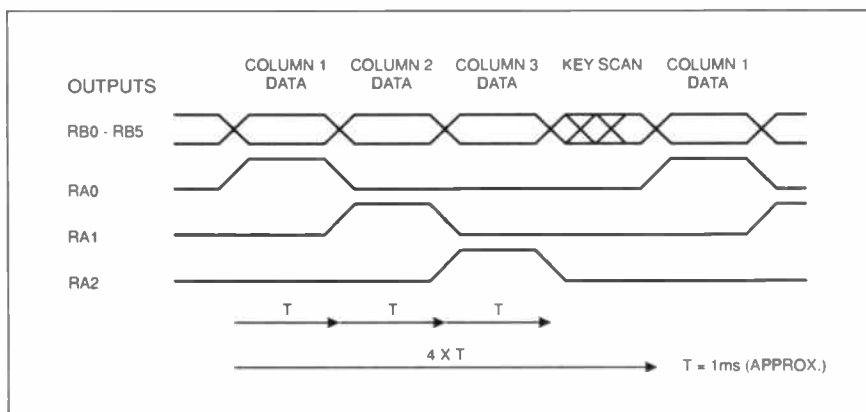 COLUMN 1 COLUMN 2 COLUMN 3 KEY SCAN COLUMN 1
OUTPUTS DATA DATA DATA DATA
RB0 - RB5
RA0
RA1
RA2
T T T
4 X T
T = 1ms (APPROX.)